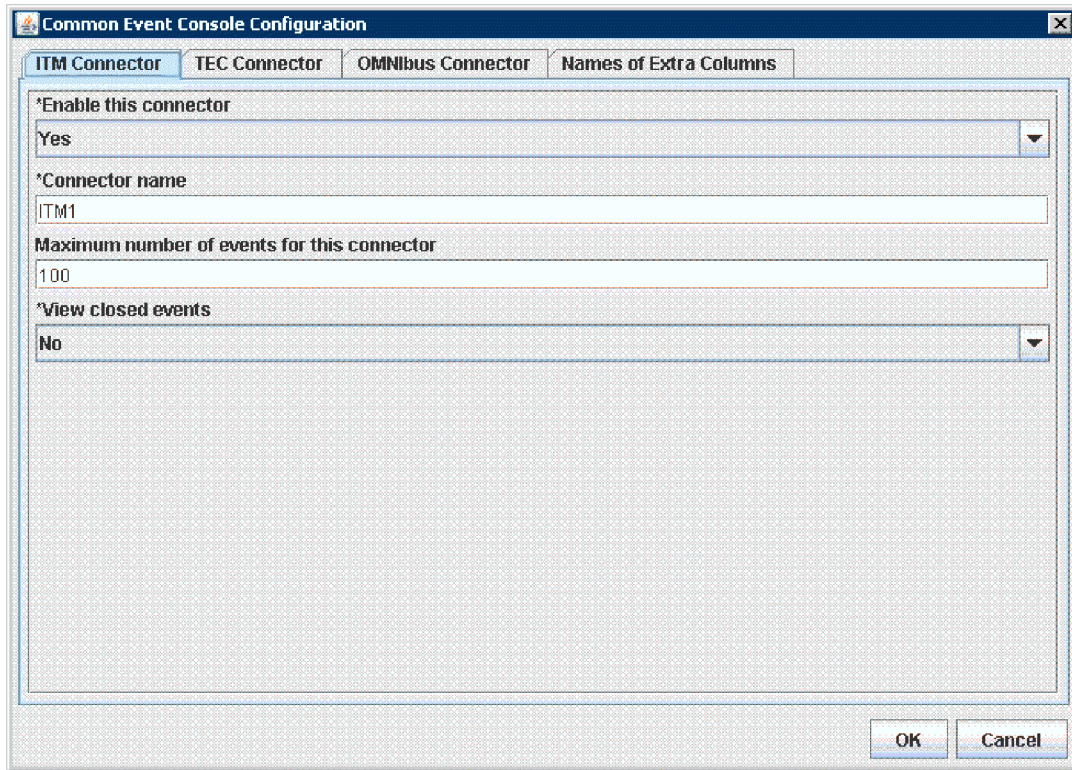 Common Event Console Configuration
ITM Connector TEC Connector OMNIbus Connector Names of Extra Columns
*Enable this connector
Yes
*Connector name
ITM1
Maximum number of events for this connector
100
*View closed events
No
OK Cancel